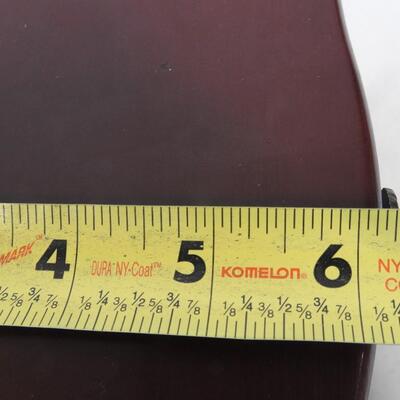 MARK™ 4 DURA NY-Coat™ 5 KOMELON® 6 NY
CO
1/2 5/8 3/4 7/8 1/8 1/4 3/8 1/2 5/8 3/4 7/8 1/8 1/4 3/8 1/2 5/8 3/4 7/8 1/8 1/4